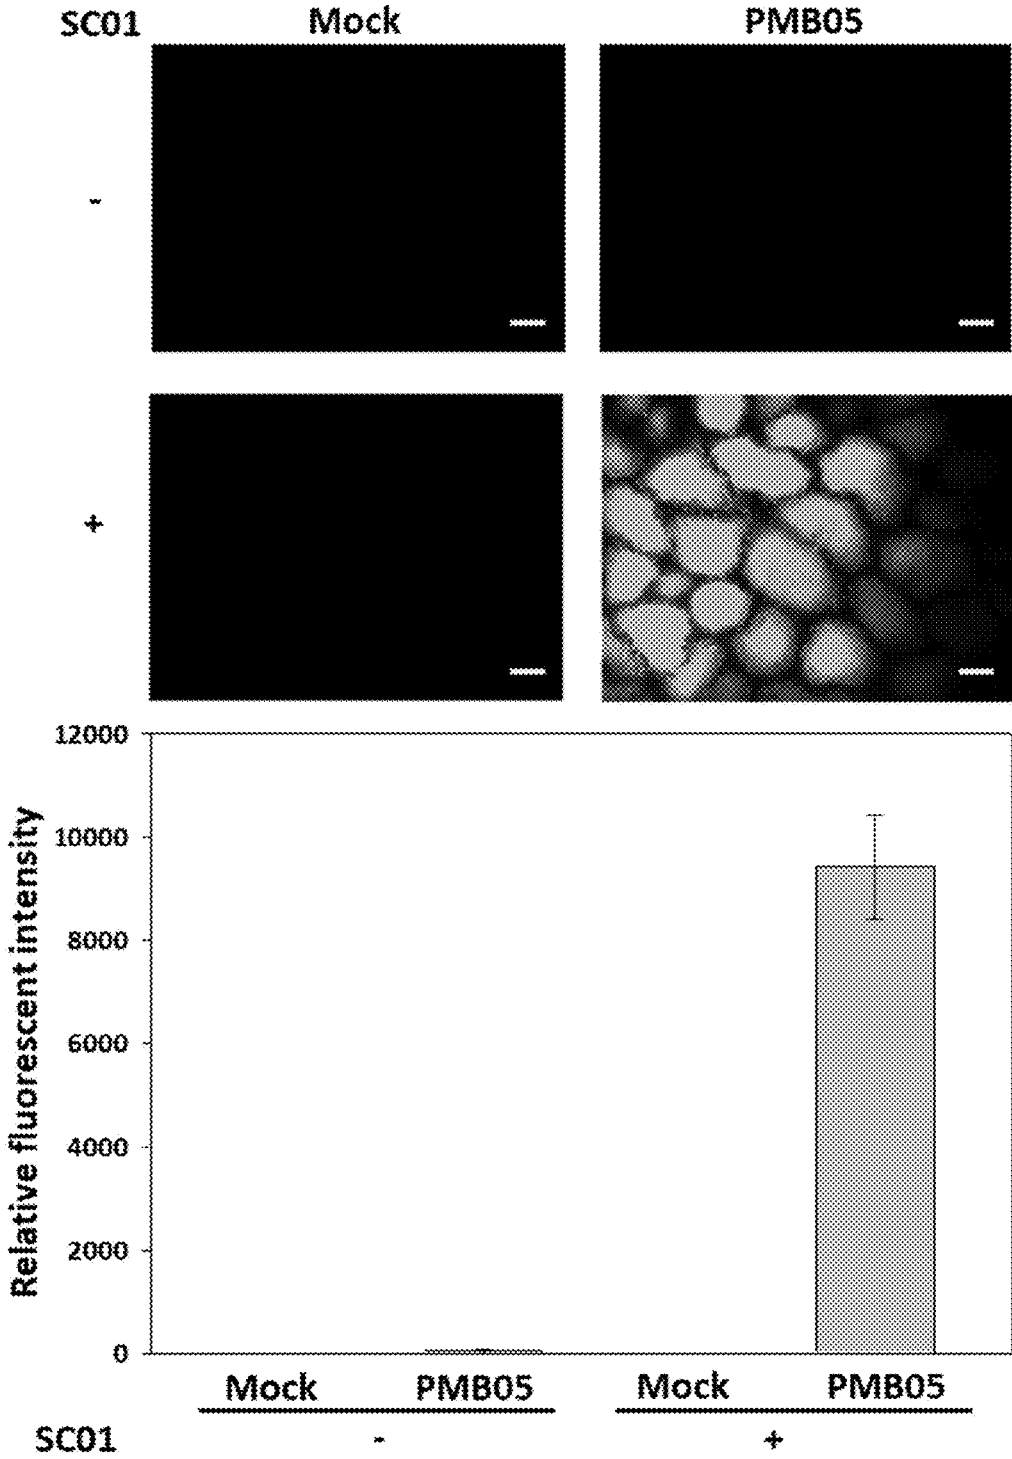 SC01 Mock PMB05
-
+
12000
10000
8000
6000
4000
2000
0
Relative fluorescent intensity
Mock PMB05 Mock PMB05
SC01 - +